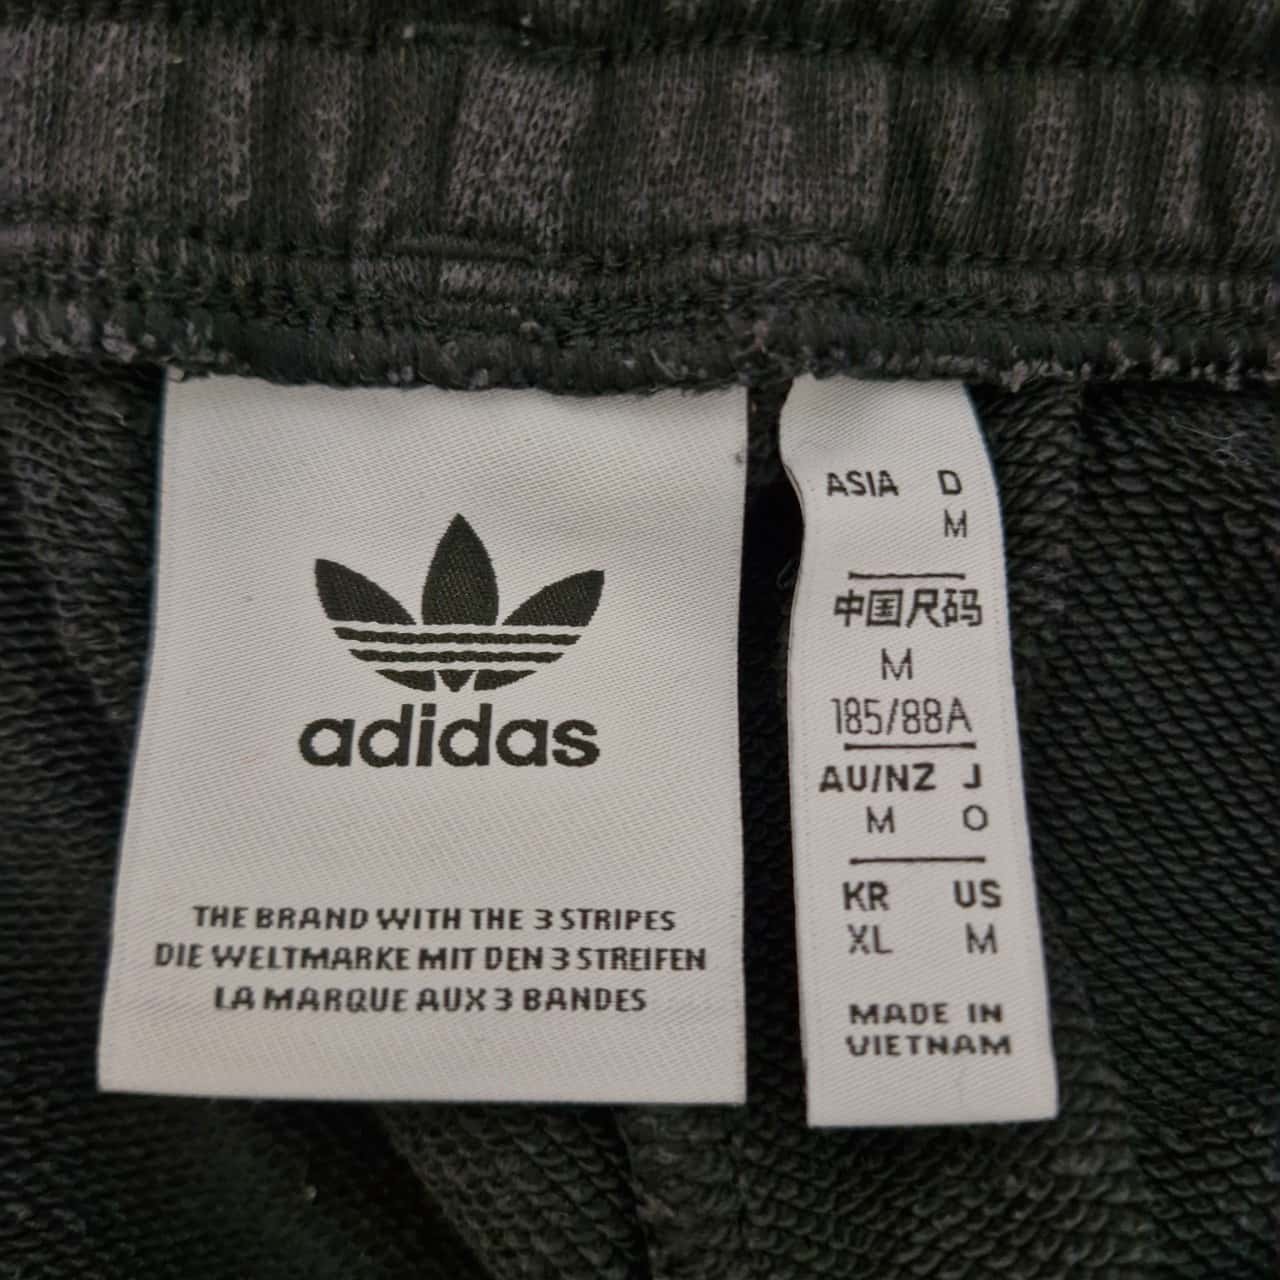 adidas
THE BRAND WITH THE 3 STRIPES
DIE WELTMARKE MIT DEN 3 STREIFEN
LA MARQUE AUX 3 BANDES
ASIA D
M
中国尺码
M
185/88A
AU/NZ J
M O
KR US
XL M
MADE IN
VIETNAM